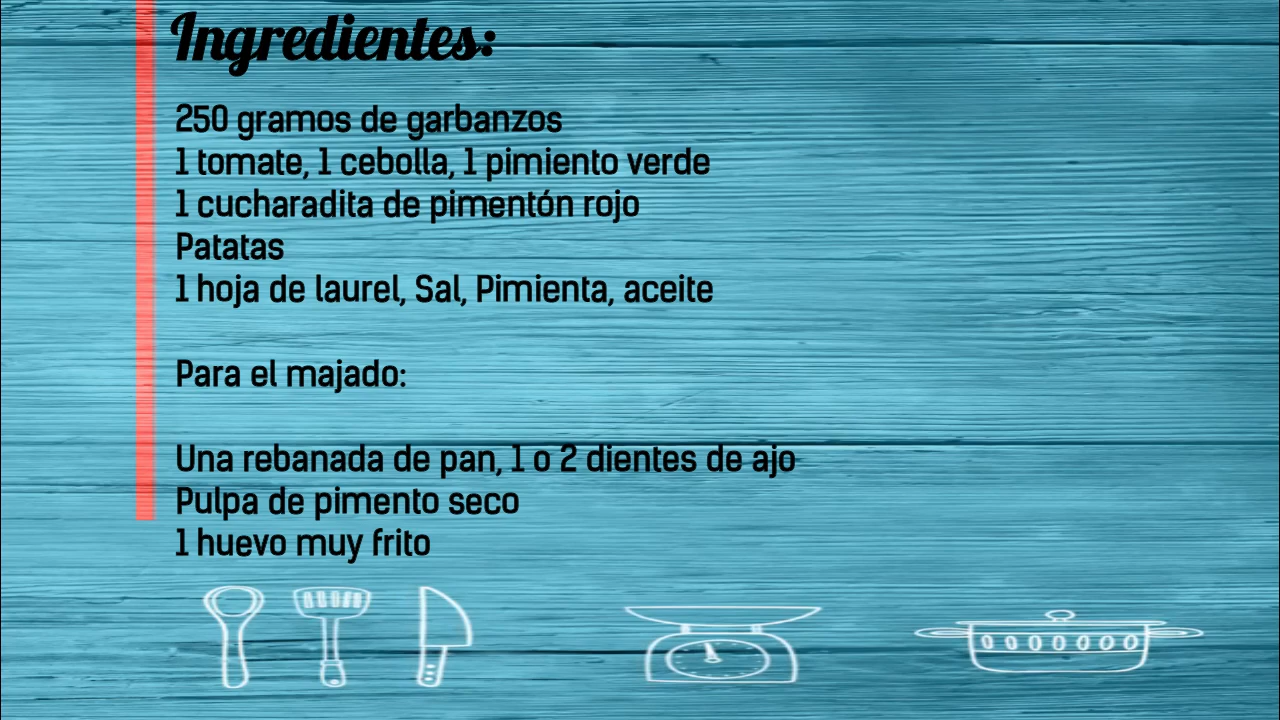 Ingredientes:
250 gramos de garbanzos
1 tomate, 1 cebolla, 1 pimiento verde
1 cucharadita de pimentón rojo
Patatas
1 hoja de laurel, Sal, Pimienta, aceite
Para el majado:
Una rebanada de pan, 1 o 2 dientes de ajo
Pulpa de pimento seco
1 huevo muy frito